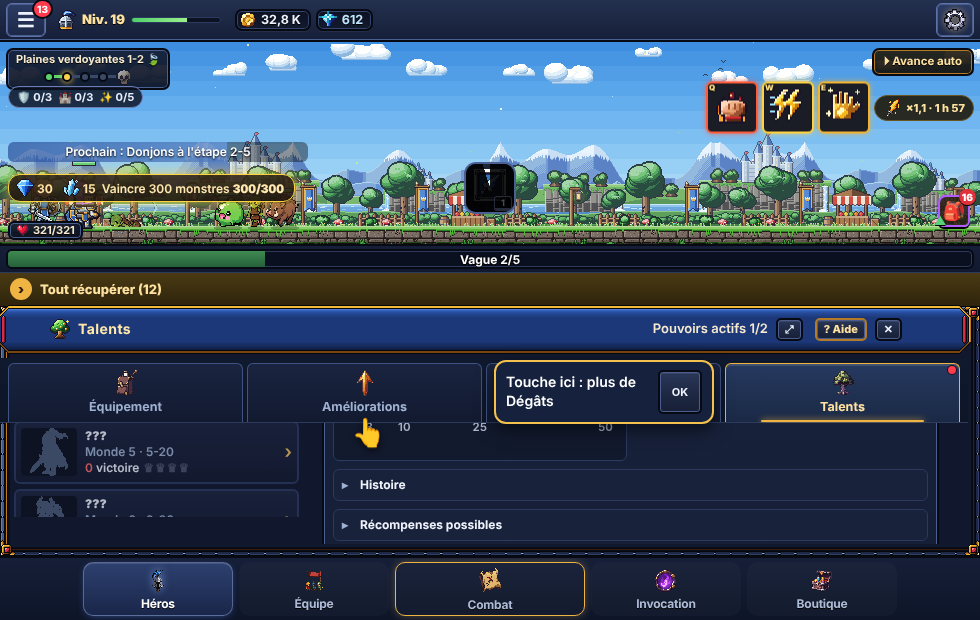 13
Niv. 19
32,8 K
612
Plaines verdoyantes 1-2
0/3 0/3 0/5
Avance auto
Q
W
E
×1,1 · 1 h 57
Prochain : Donjons à l'étape 2-5
30 15 Vaincre 300 monstres 300/300
1
16
321/321
Vague 2/5
Tout récupérer (12)
Talents
Pouvoirs actifs 1/2
? Aide
Équipement
Améliorations
Touche ici : plus de
Dégâts
OK
Talents
???
Monde 5 · 5-20
0 victoire
10 25 50
Histoire
Récompenses possibles
???
Héros
Équipe
Combat
Invocation
Boutique